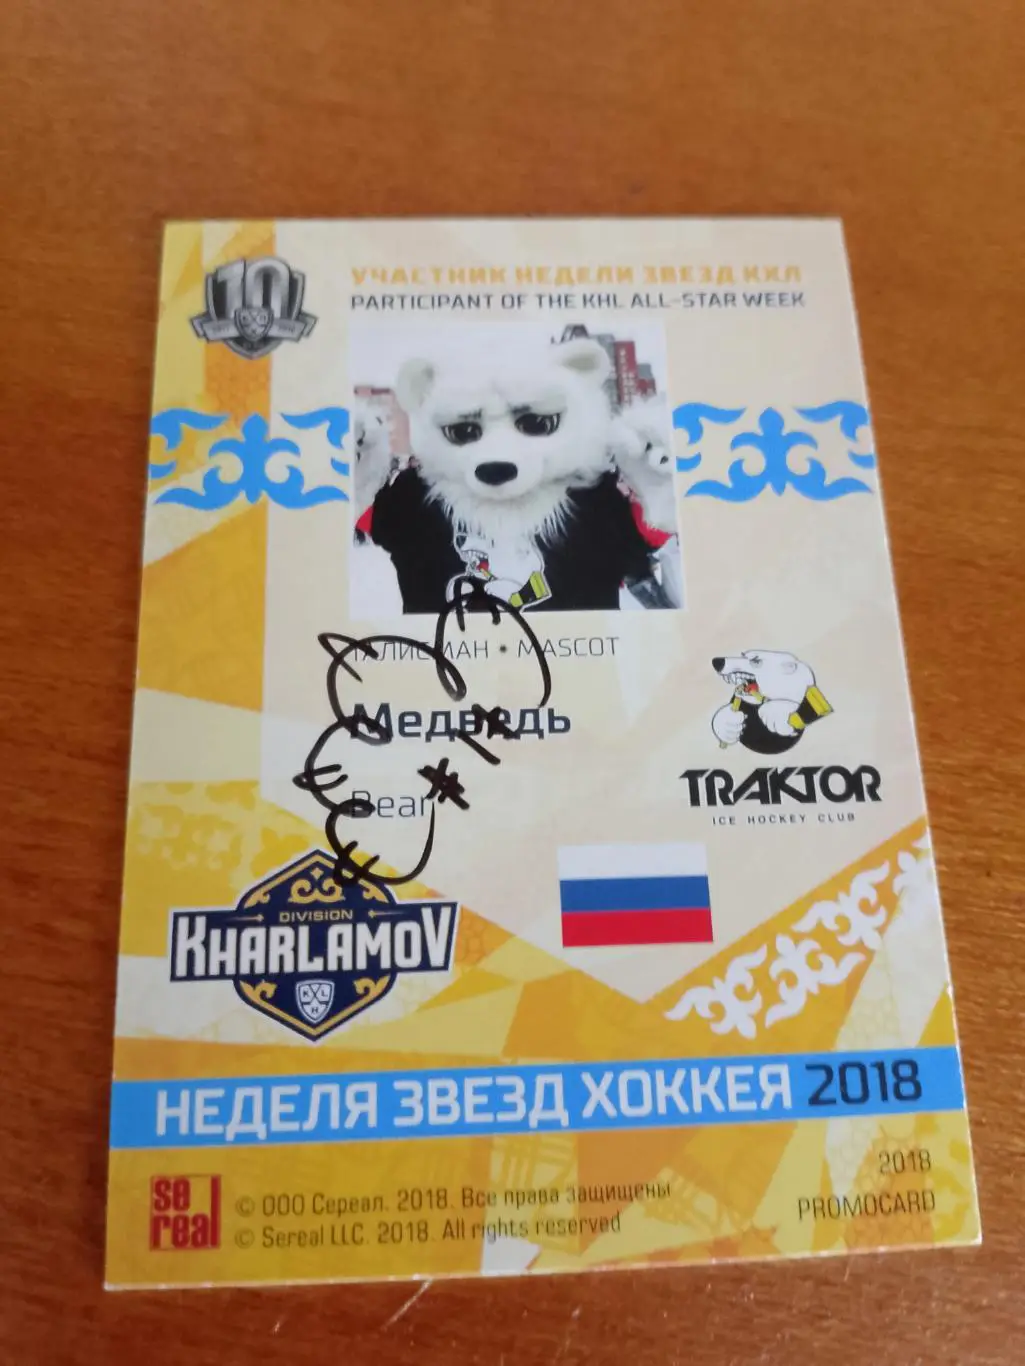 10
УЧАСТНИК НЕДЕЛИ ЗВЕЗД КХЛ
PARTICIPANT OF THE KHL ALL-STAR WEEK
ТАЛИСМАН • MASCOT
Медведь
Bear
TRAKTOR
ICE HOCKEY CLUB
DIVISION
KHARLAMOV
KHL
НЕДЕЛЯ ЗВЕЗД ХОККЕЯ 2018
se real
© ООО Сереал. 2018. Все права защищены
© Sereal LLC. 2018. All rights reserved
2018
PROMOCARD